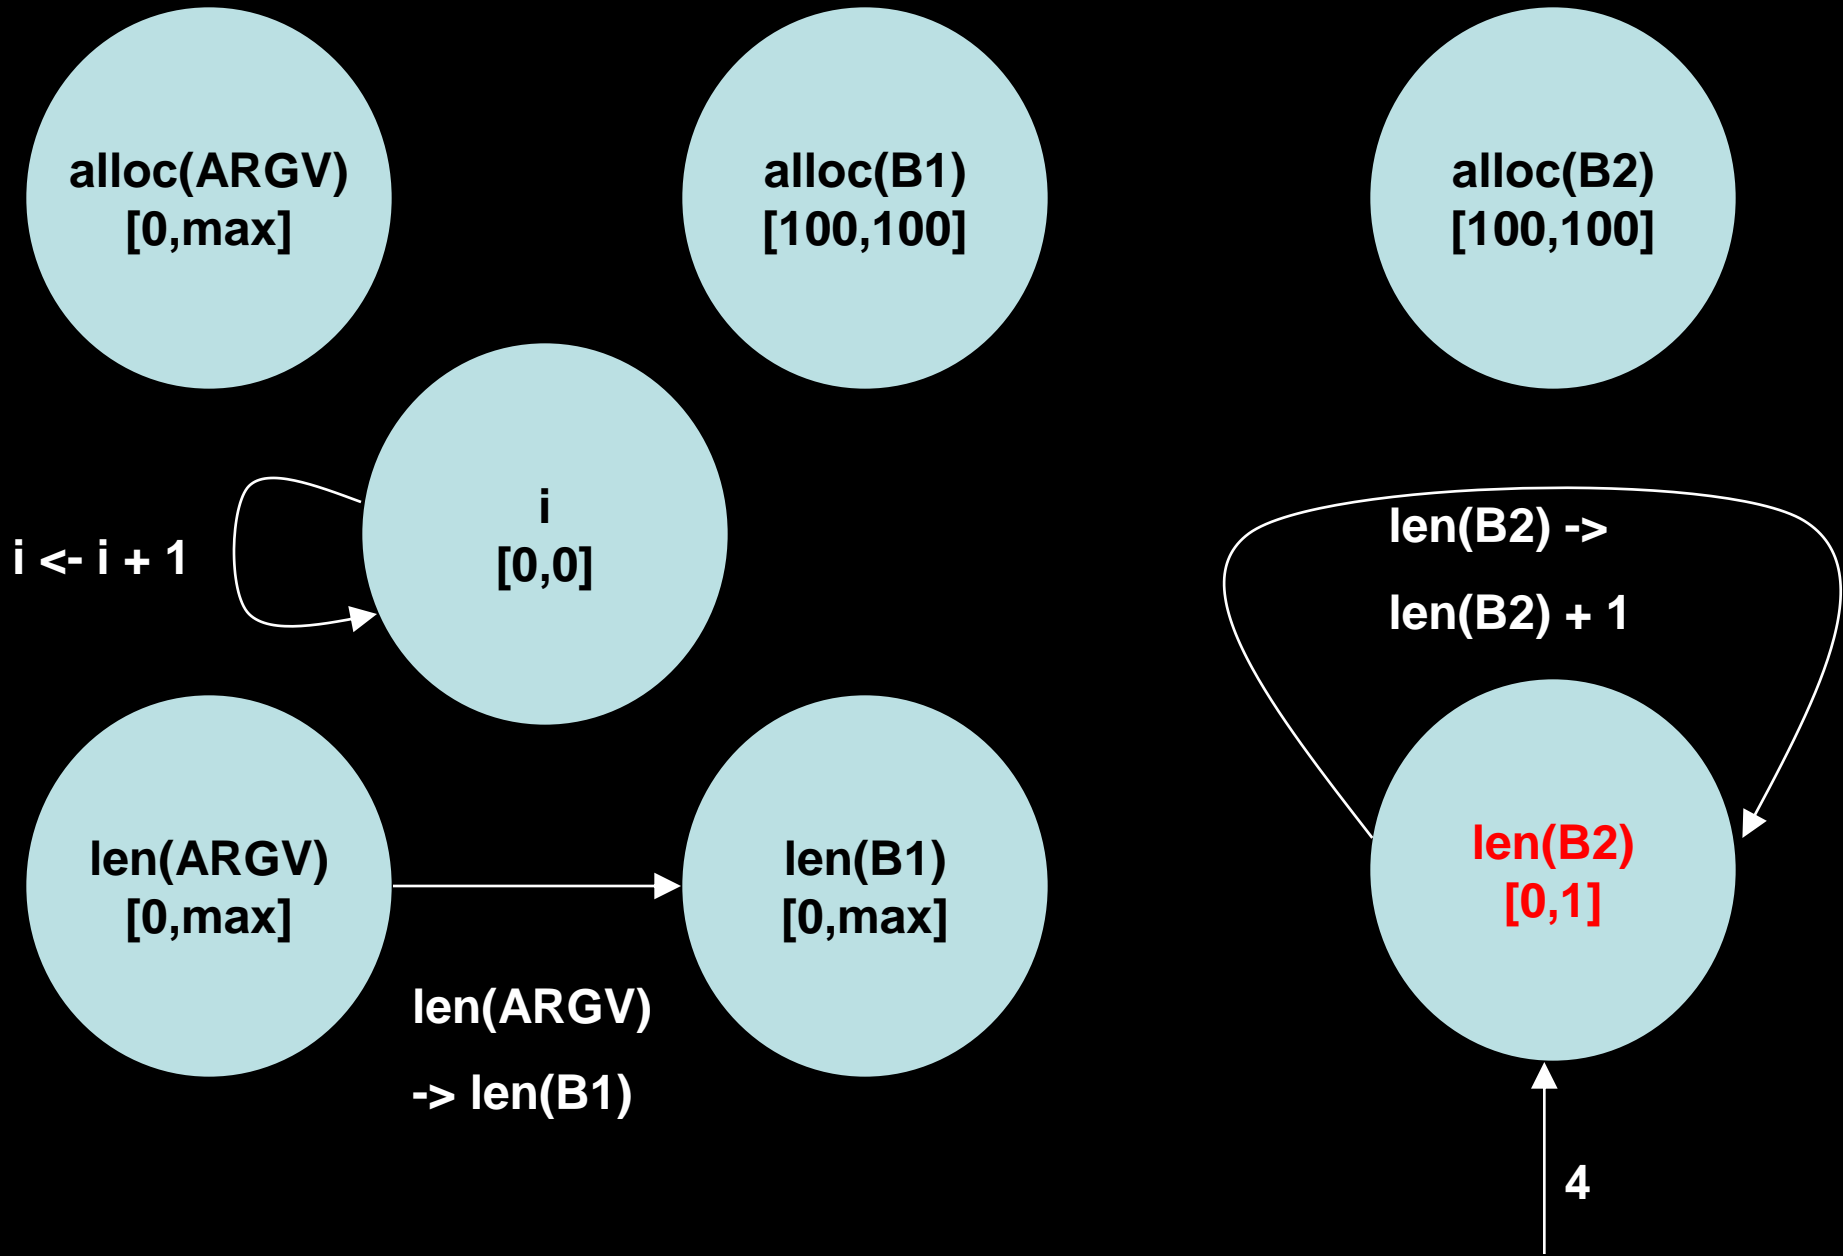 alloc(ARGV)
[0,max]
alloc(B1)
[100,100]
alloc(B2)
[100,100]
i <- i + 1
i
[0,0]
len(B2) ->
len(B2) + 1
len(ARGV)
[0,max]
len(B1)
[0,max]
len(B2)
[0,1]
len(ARGV)
-> len(B1)
4